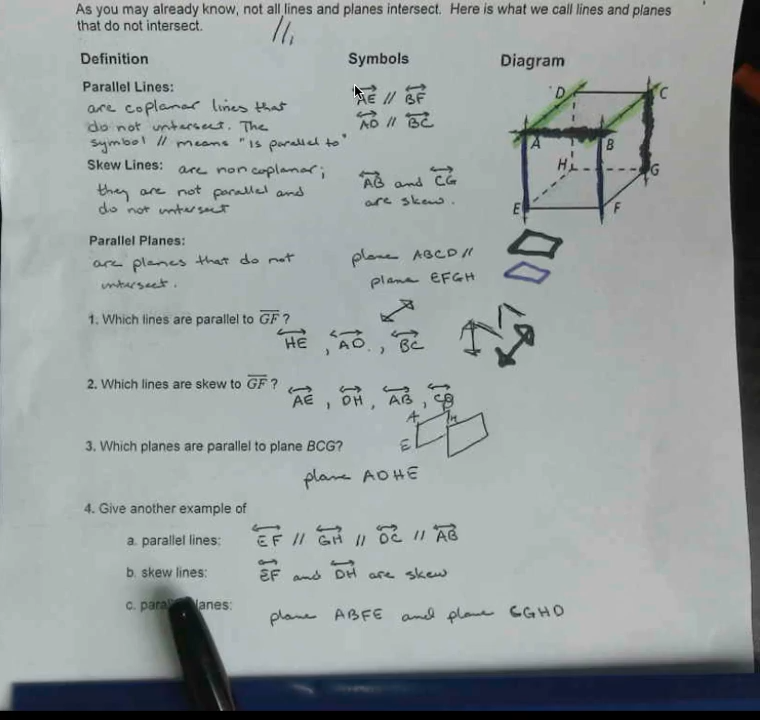 As you may already know, not all lines and planes intersect. Here is what we call lines and planes
that do not intersect.
//,
Definition Symbols Diagram
Parallel Lines:
are coplanar lines that
do not intersect. The
symbol // means "is parallel to"
AE // BF
AD // BC
Skew Lines: are noncoplanar;
they are not parallel and
do not intersect
AB and CG
are skew.
Parallel Planes:
are planes that do not
intersect.
plane ABCD //
plane EFGH
D C
A B
H G
E F
1. Which lines are parallel to GF?
HE, AD, BC
2. Which lines are skew to GF?
AE, DH, AB,
A H
E
3. Which planes are parallel to plane BCG?
plane ADHE
4. Give another example of
a. parallel lines: EF // GH // DC // AB
b. skew lines: EF and DH are skew
c. planes: plane ABFE and plane CGHD